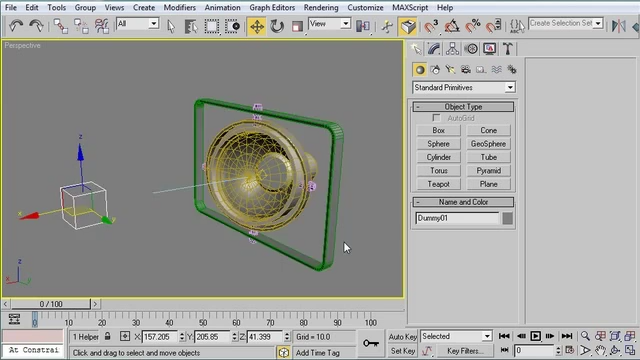 Edit Tools Group Views Create Modifiers Animation Graph Editors Rendering Customize MAXScript Help
All View Create Selection Set
Perspective
Standard Primitives
Object Type
AutoGrid
Box Cone
Sphere GeoSphere
Cylinder Tube
Torus Pyramid
Teapot Plane
Name and Color
Dummy01
z
x
z
0 / 100
0 10 20 30 40 50 60 70 80 90 100
1 Helper X: 157.205 Y: 205.85 Z: 41.399 Grid = 10.0 Auto Key Selected
At Constrai Click and drag to select and move objects Add Time Tag Set Key Key Filters... 0